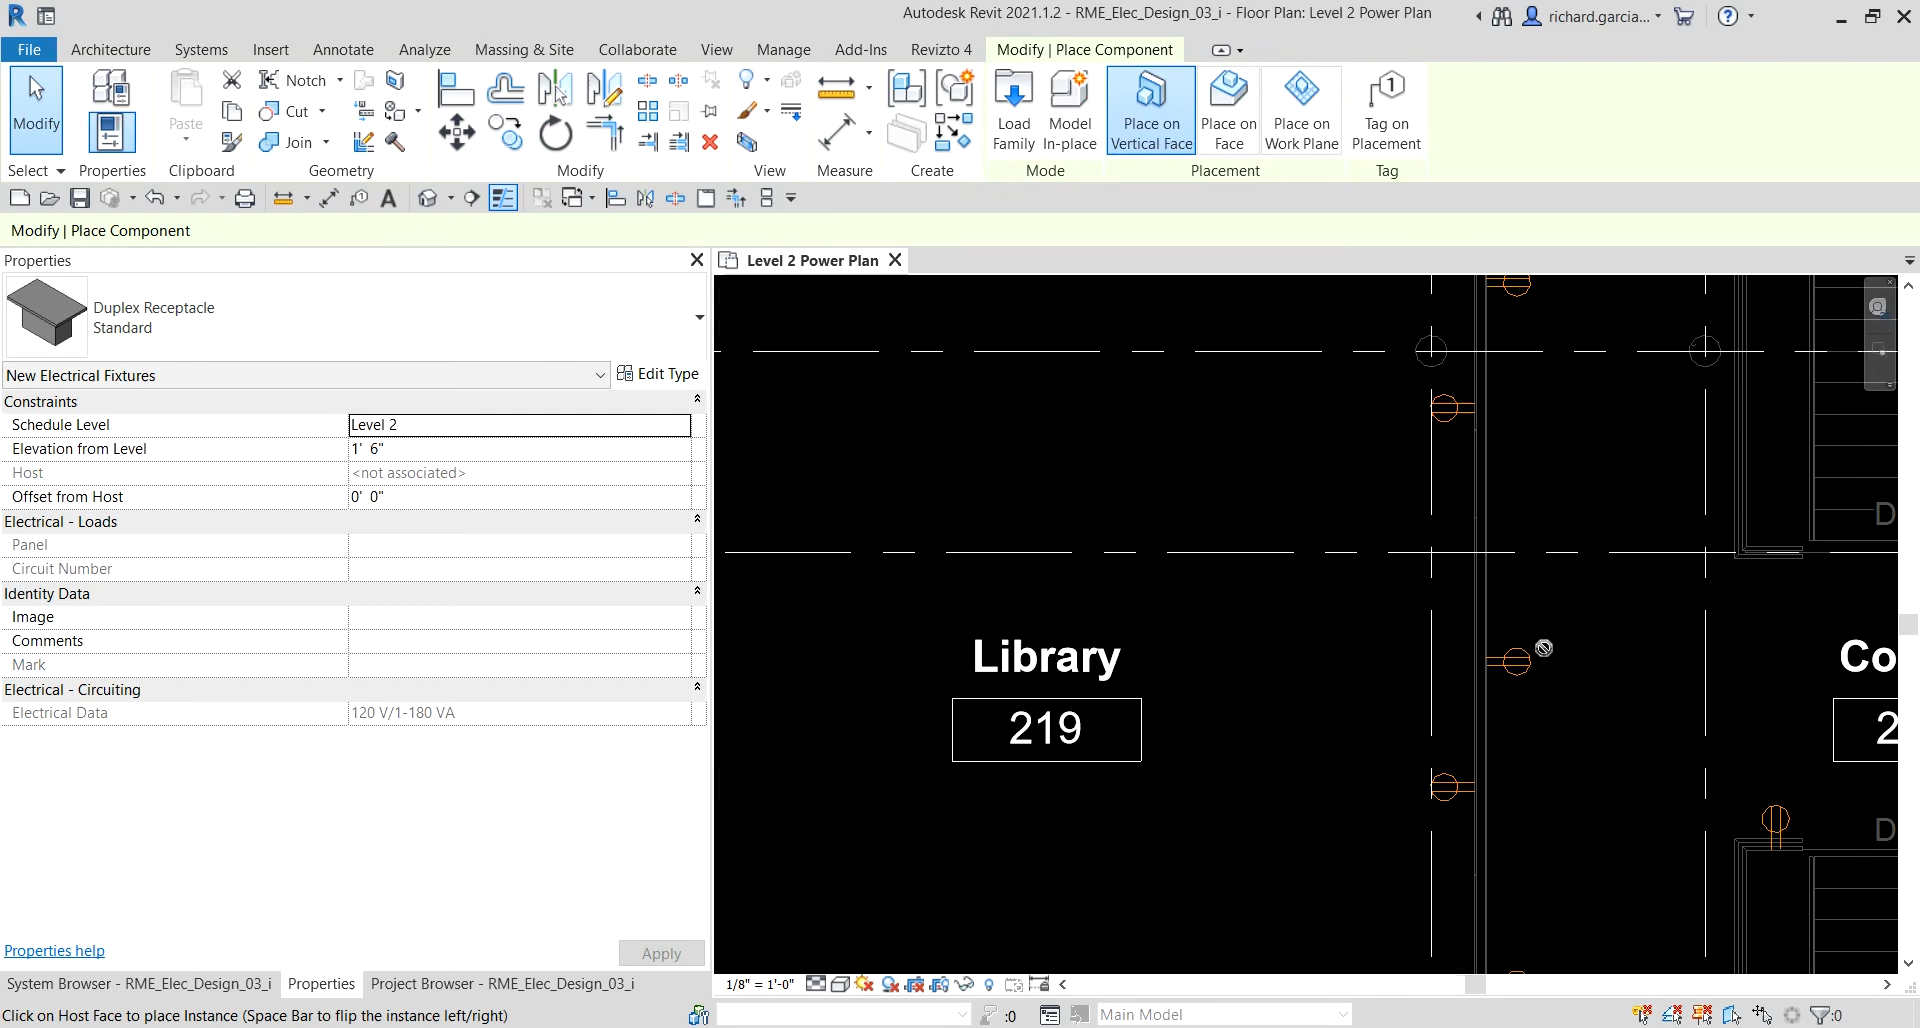 Autodesk Revit 2021.1.2 - RME_Elec_Design_03_i - Floor Plan: Level 2 Power Plan
richard.garcia...
File Architecture Systems Insert Annotate Analyze Massing & Site Collaborate View Manage Add-Ins Revizto 4 Modify | Place Component
Modify
Paste
Notch
Cut
Join
Load Family
Model In-place
Place on Vertical Face
Place on Face
Place on Work Plane
Tag on Placement
Select Properties Clipboard Geometry Modify View Measure Create Mode Placement Tag
Modify | Place Component
Properties
Level 2 Power Plan
Duplex Receptacle
Standard
New Electrical Fixtures
Edit Type
Constraints
Schedule Level Level 2
Elevation from Level 1' 6"
Host <not associated>
Offset from Host 0' 0"
Electrical - Loads
Panel
Circuit Number
Identity Data
Image
Comments
Mark
Electrical - Circuiting
Electrical Data 120 V/1-180 VA
D
Library
Co
219
2
D
Properties help
Apply
System Browser - RME_Elec_Design_03_i Properties Project Browser - RME_Elec_Design_03_i
1/8" = 1'-0"
Click on Host Face to place Instance (Space Bar to flip the instance left/right)
:0
Main Model
:0